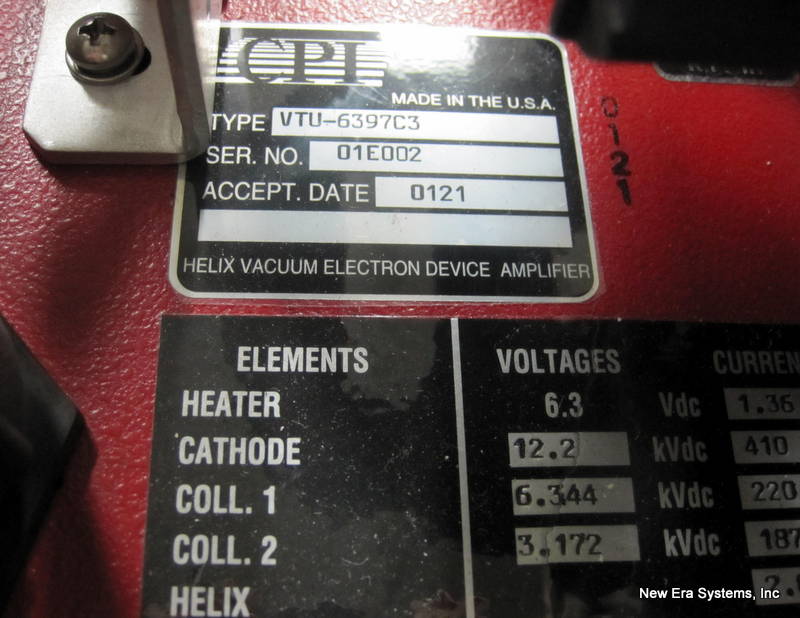 CPI
MADE IN THE U.S.A.
TYPE VTU-6397C3
SER. NO. 01E002
ACCEPT. DATE 0121
HELIX VACUUM ELECTRON DEVICE AMPLIFIER
0121
ELEMENTS VOLTAGES CURREN
HEATER 6.3 Vdc 1.36
CATHODE 12.2 kVdc 410
COLL. 1 6.344 kVdc 220
COLL. 2 3.172 kVdc 187
HELIX 2.
New Era Systems, Inc